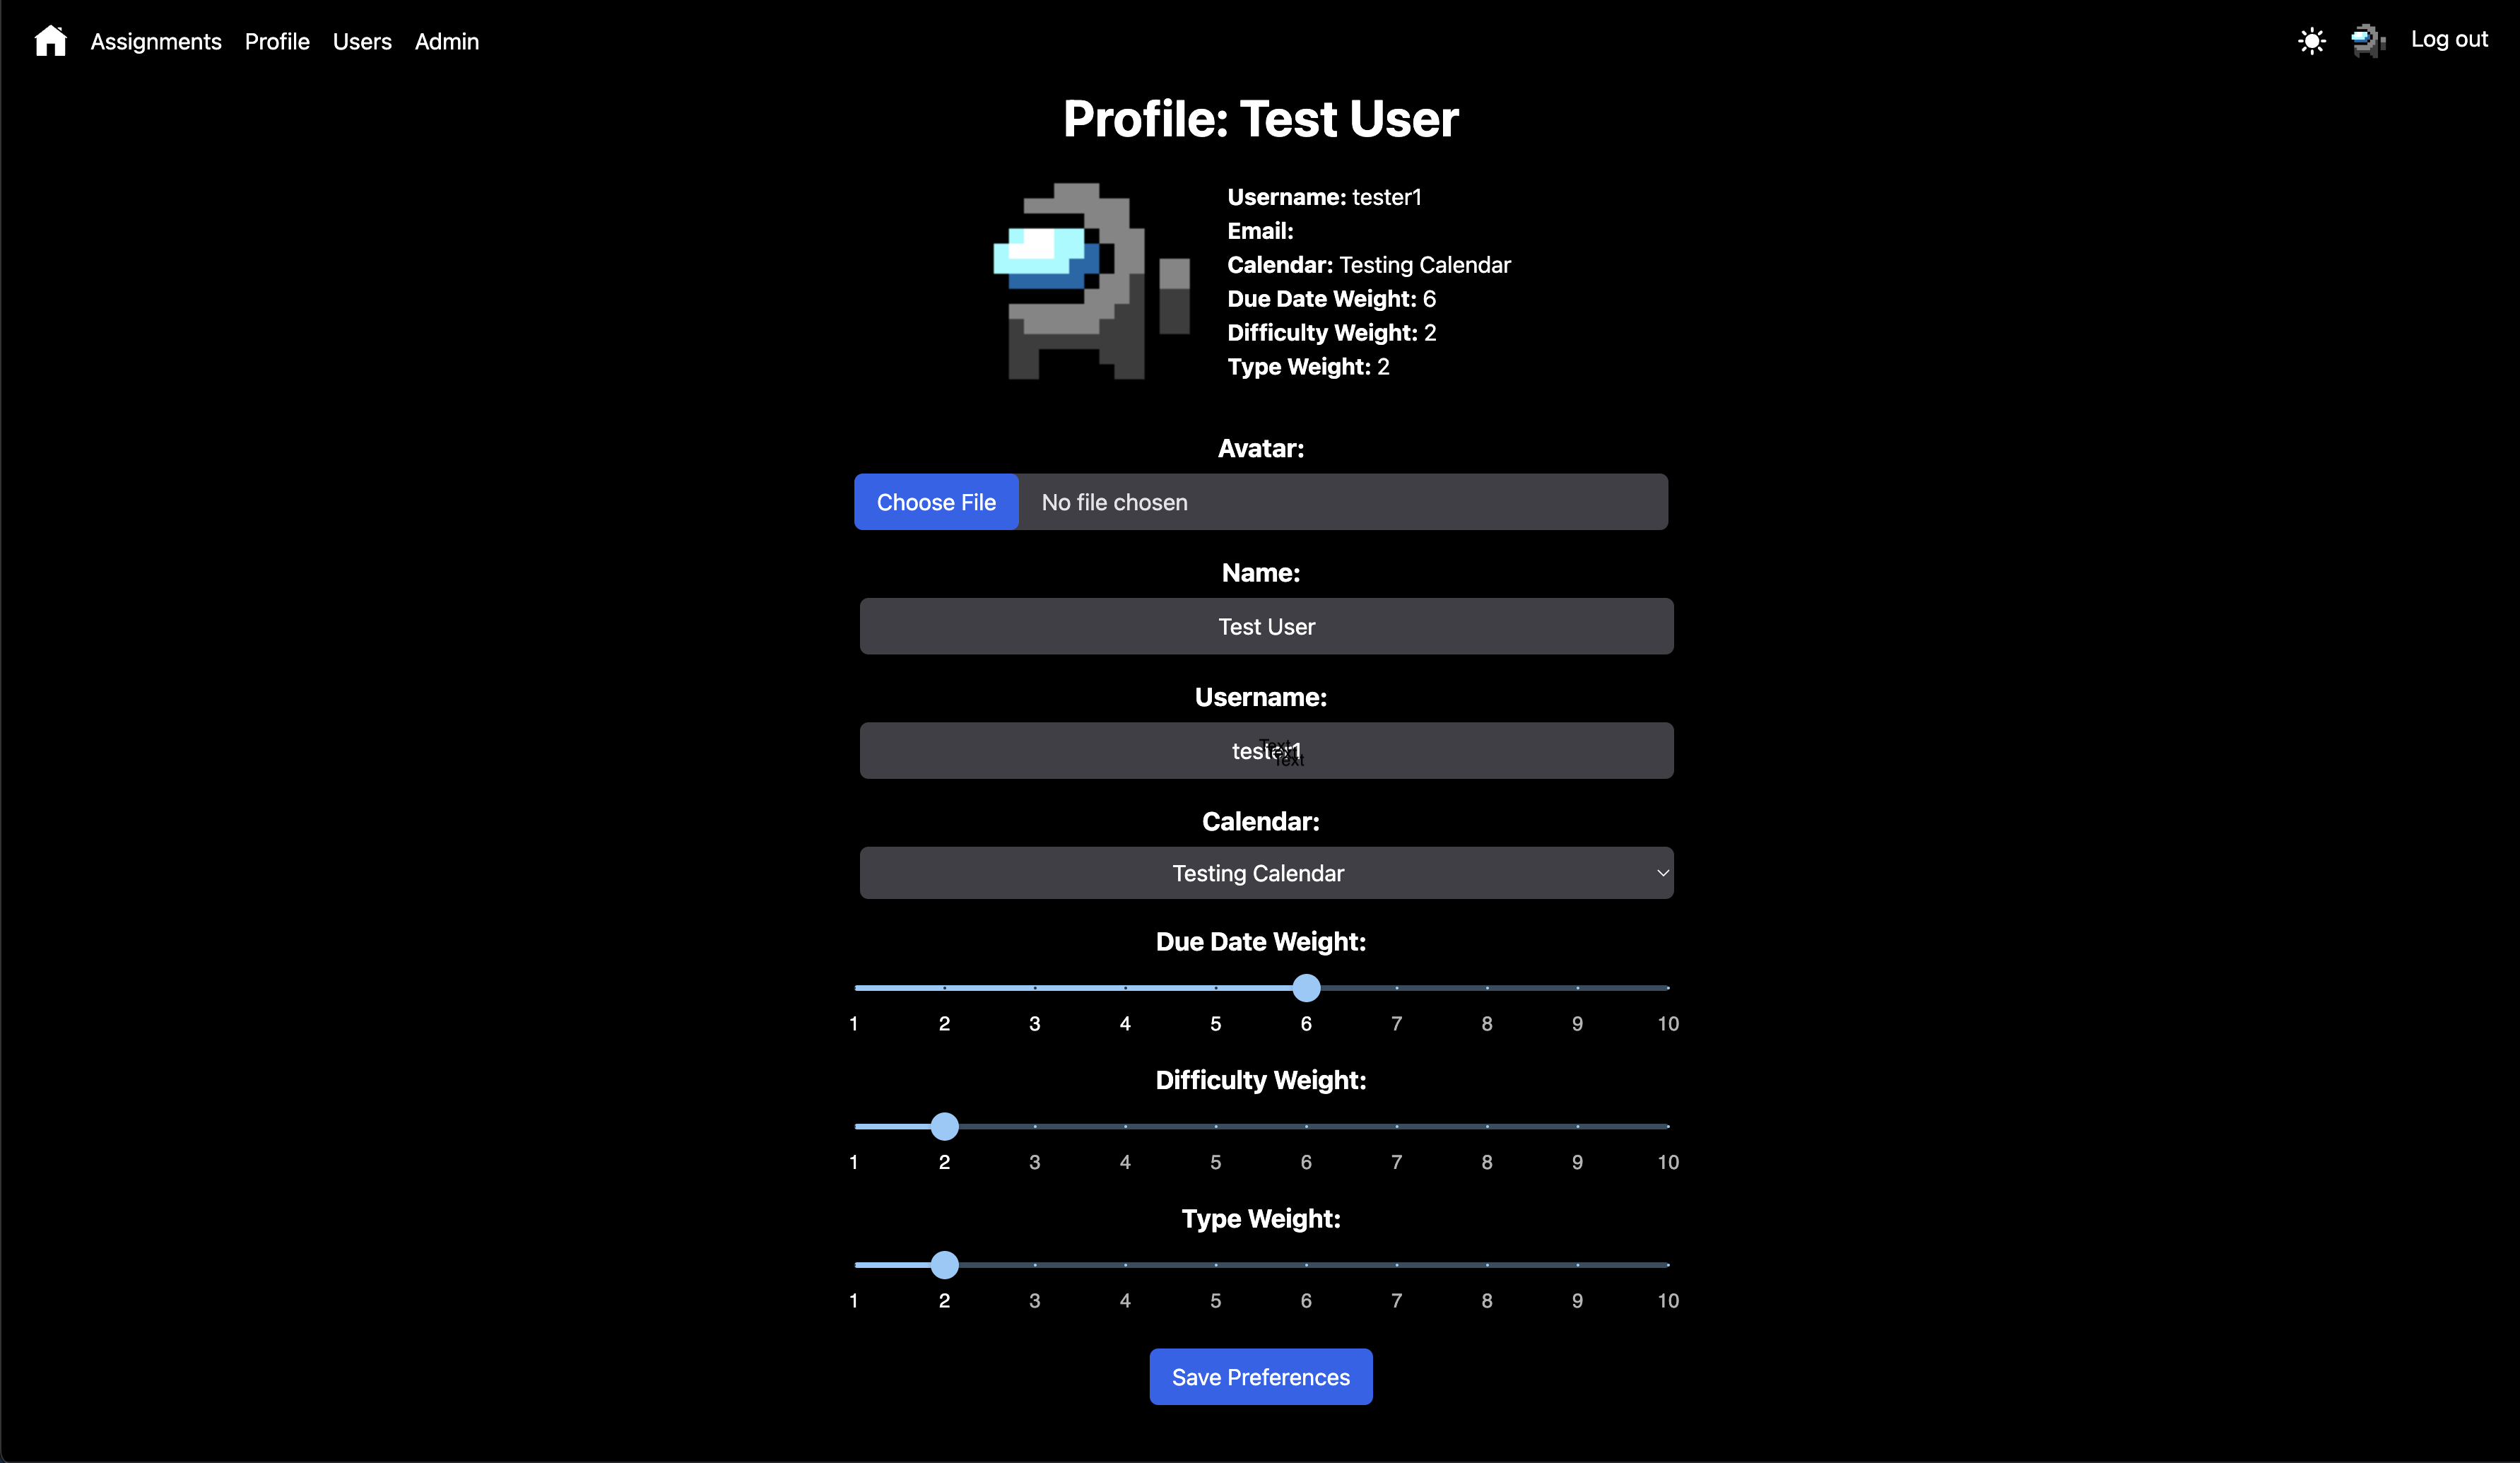 Assignments Profile Users Admin
Log out
Profile: Test User
Username: tester1
Email:
Calendar: Testing Calendar
Due Date Weight: 6
Difficulty Weight: 2
Type Weight: 2
Avatar:
Choose File No file chosen
Name:
Test User
Username:
tester1
Text
Text
Text
Calendar:
Testing Calendar
Due Date Weight:
1 2 3 4 5 6 7 8 9 10
Difficulty Weight:
1 2 3 4 5 6 7 8 9 10
Type Weight:
1 2 3 4 5 6 7 8 9 10
Save Preferences